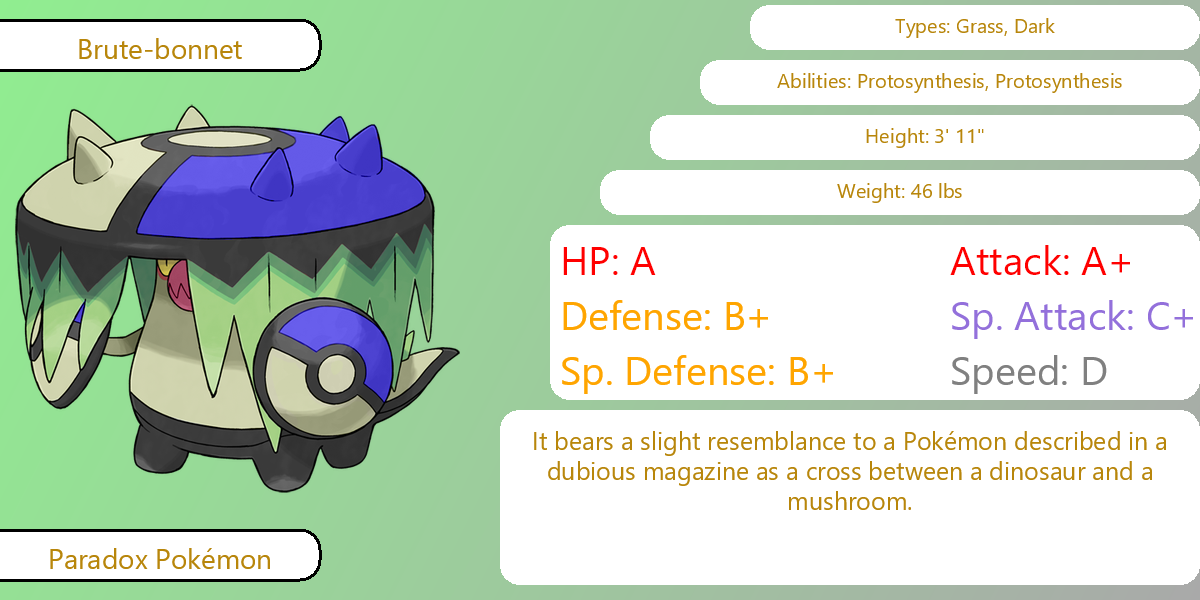 Brute-bonnet
Types: Grass, Dark
Abilities: Protosynthesis, Protosynthesis
Height: 3' 11"
Weight: 46 lbs
HP: A
Attack: A+
Defense: B+
Sp. Attack: C+
Sp. Defense: B+
Speed: D
It bears a slight resemblance to a Pokémon described in a
dubious magazine as a cross between a dinosaur and a
mushroom.
Paradox Pokémon